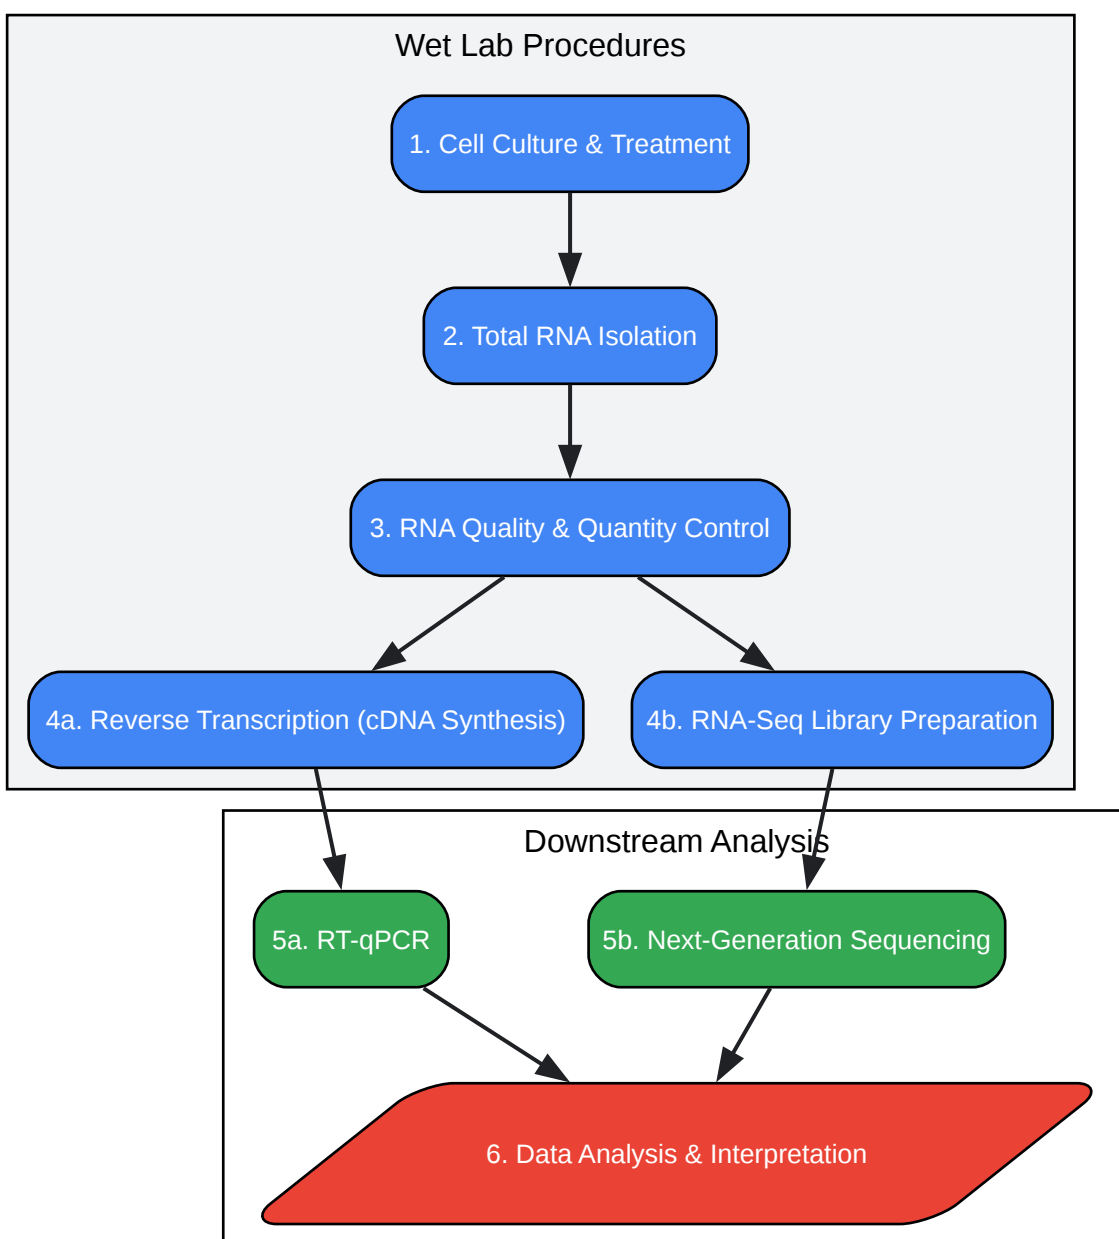 Wet Lab Procedures
1. Cell Culture & Treatment
2. Total RNA Isolation
3. RNA Quality & Quantity Control
4a. Reverse Transcription (cDNA Synthesis)
4b. RNA-Seq Library Preparation
Downstream Analysis
5a. RT-qPCR
5b. Next-Generation Sequencing
6. Data Analysis & Interpretation